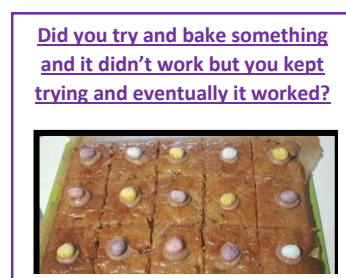 Did you try and bake something
and it didn’t work but you kept
trying and eventually it worked?